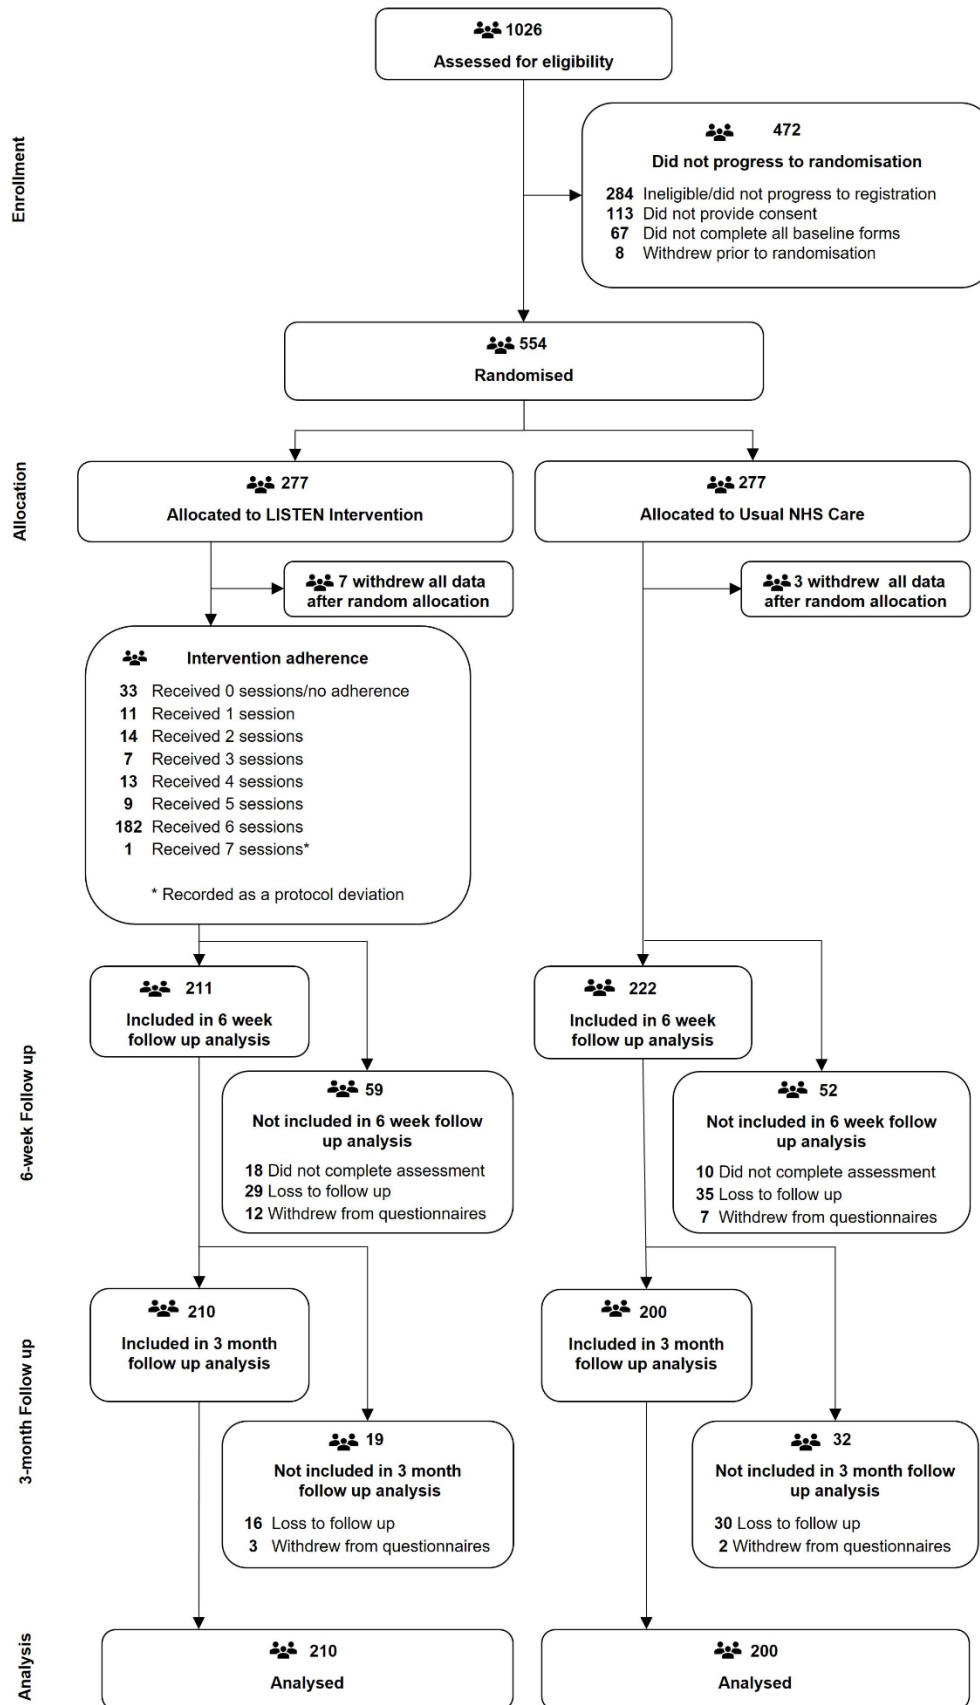 1026
Assessed for eligibility
Enrollment
472
Did not progress to randomisation
284 Ineligible/did not progress to registration
113 Did not provide consent
67 Did not complete all baseline forms
8 Withdrew prior to randomisation
554
Randomised
Allocation
277
Allocated to LISTEN Intervention
277
Allocated to Usual NHS Care
7 withdrew all data
after random allocation
3 withdrew all data
after random allocation
Intervention adherence
33 Received 0 sessions/no adherence
11 Received 1 session
14 Received 2 sessions
7 Received 3 sessions
13 Received 4 sessions
9 Received 5 sessions
182 Received 6 sessions
1 Received 7 sessions*
* Recorded as a protocol deviation
6-week Follow up
211
Included in 6 week
follow up analysis
222
Included in 6 week
follow up analysis
59
Not included in 6 week follow
up analysis
18 Did not complete assessment
29 Loss to follow up
12 Withdrew from questionnaires
52
Not included in 6 week follow
up analysis
10 Did not complete assessment
35 Loss to follow up
7 Withdrew from questionnaires
3-month Follow up
210
Included in 3 month
follow up analysis
200
Included in 3 month
follow up analysis
19
Not included in 3 month
follow up analysis
16 Loss to follow up
3 Withdrew from questionnaires
32
Not included in 3 month follow
up analysis
30 Loss to follow up
2 Withdrew from questionnaires
Analysis
210
Analysed
200
Analysed